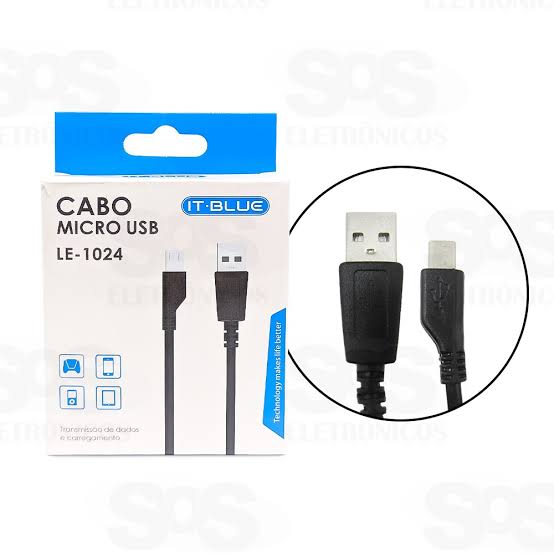 CABO
MICRO USB
LE-1024
IT-BLUE
Technology makes life better
Transmissão de dados
e carregamento
SOS
ELETRÔNICOS